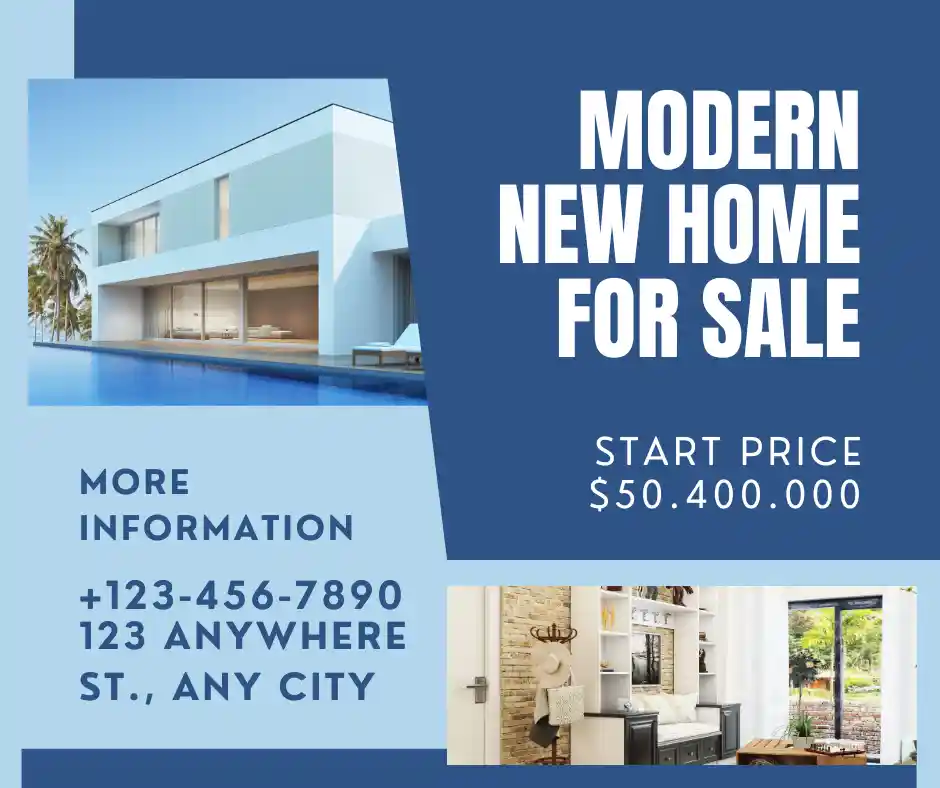 MODERN
NEW HOME
FOR SALE
START PRICE
$50.400.000
MORE
INFORMATION
+123-456-7890
123 ANYWHERE
ST., ANY CITY